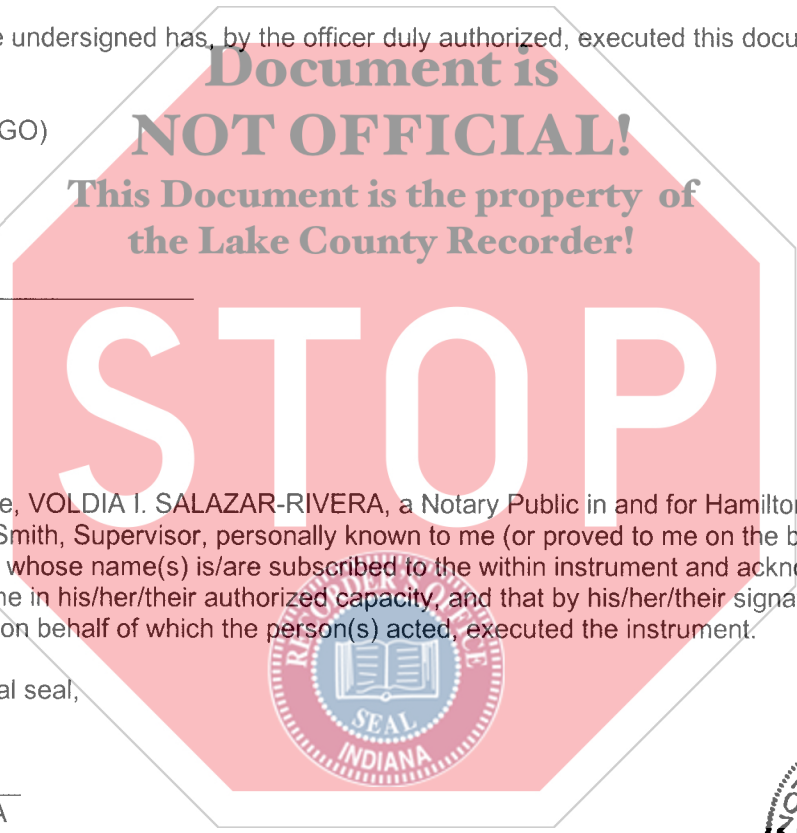 e undersigned has, by the officer duly authorized, executed this docu
Document is
GO)
NOT OFFICIAL!
This Document is the property of
the Lake County Recorder!
STOP
e, VOLDIA I. SALAZAR-RIVERA, a Notary Public in and for Hamilton
Smith, Supervisor, personally known to me (or proved to me on the b
whose name(s) is/are subscribed to the within instrument and ackno
ne in his/her/their authorized capacity, and that by his/her/their signa
on behalf of which the person(s) acted, executed the instrument.
RECORDER'S OFFICE
al seal,
SEAL
INDIANA
A